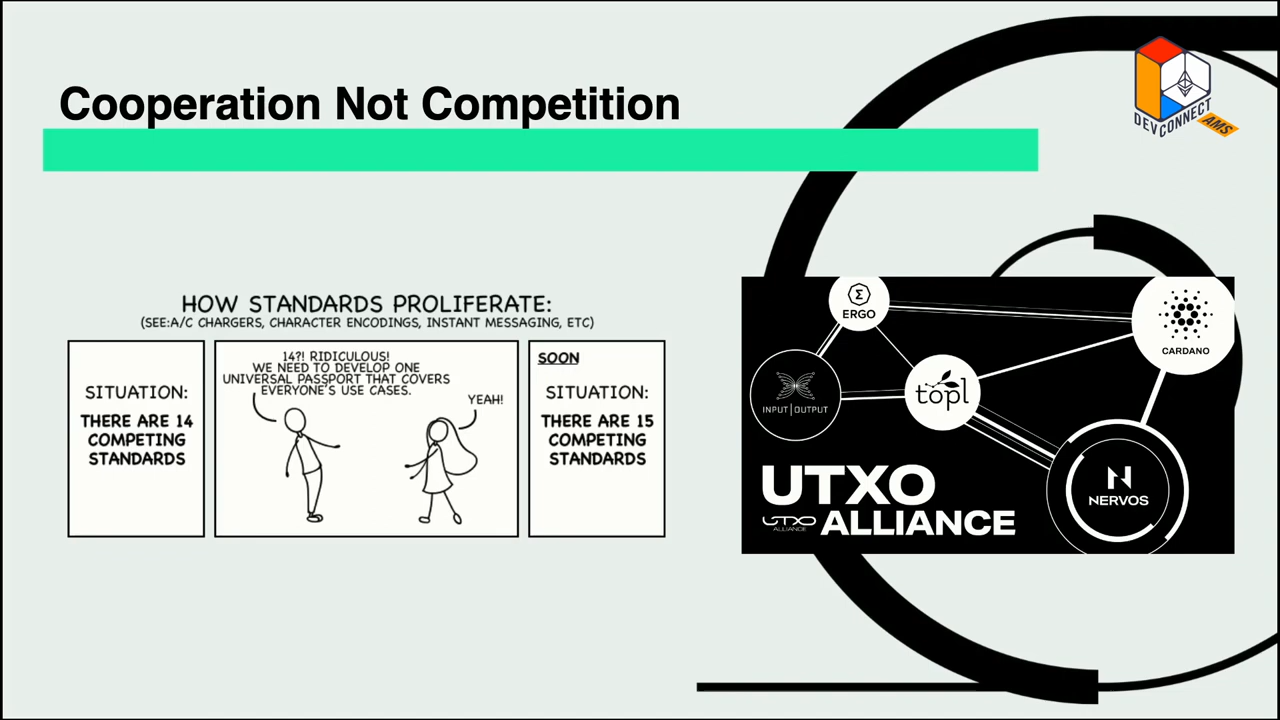 Cooperation Not Competition
DEVCONNECT
AMS
HOW STANDARDS PROLIFERATE:
(SEE:A/C CHARGERS, CHARACTER ENCODINGS, INSTANT MESSAGING, ETC)
SITUATION:
THERE ARE 14
COMPETING
STANDARDS
14?! RIDICULOUS!
WE NEED TO DEVELOP ONE
UNIVERSAL PASSPORT THAT COVERS
EVERYONE'S USE CASES.
YEAH!
SOON
SITUATION:
THERE ARE 15
COMPETING
STANDARDS
Σ
ERGO
CARDANO
INPUT|OUTPUT
topl
NERVOS
UTXO
UTXO
ALLIANCE
ALLIANCE